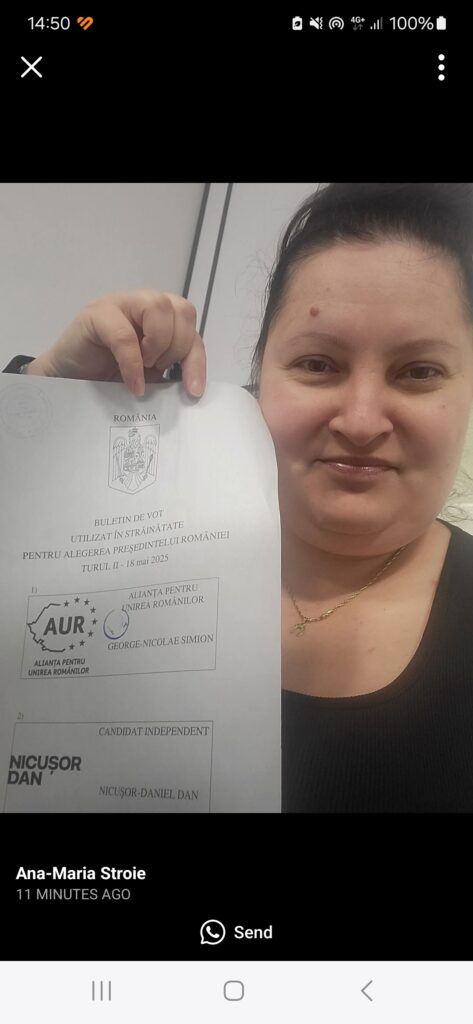 14:50
4G+
100%
ROMÂNIA
BULETIN DE VOT
UTILIZAT ÎN STRĂINĂTATE
PENTRU ALEGEREA PREȘEDINTELUI ROMÂNIEI
TURUL II - 18 mai 2025
1)
ALIANȚA PENTRU
UNIREA ROMÂNILOR
AUR
ALIANȚA PENTRU
UNIREA ROMÂNILOR
GEORGE-NICOLAE SIMION
2)
CANDIDAT INDEPENDENT
NICUȘOR
DAN
NICUȘOR-DANIEL DAN
Ana-Maria Stroie
11 MINUTES AGO
Send